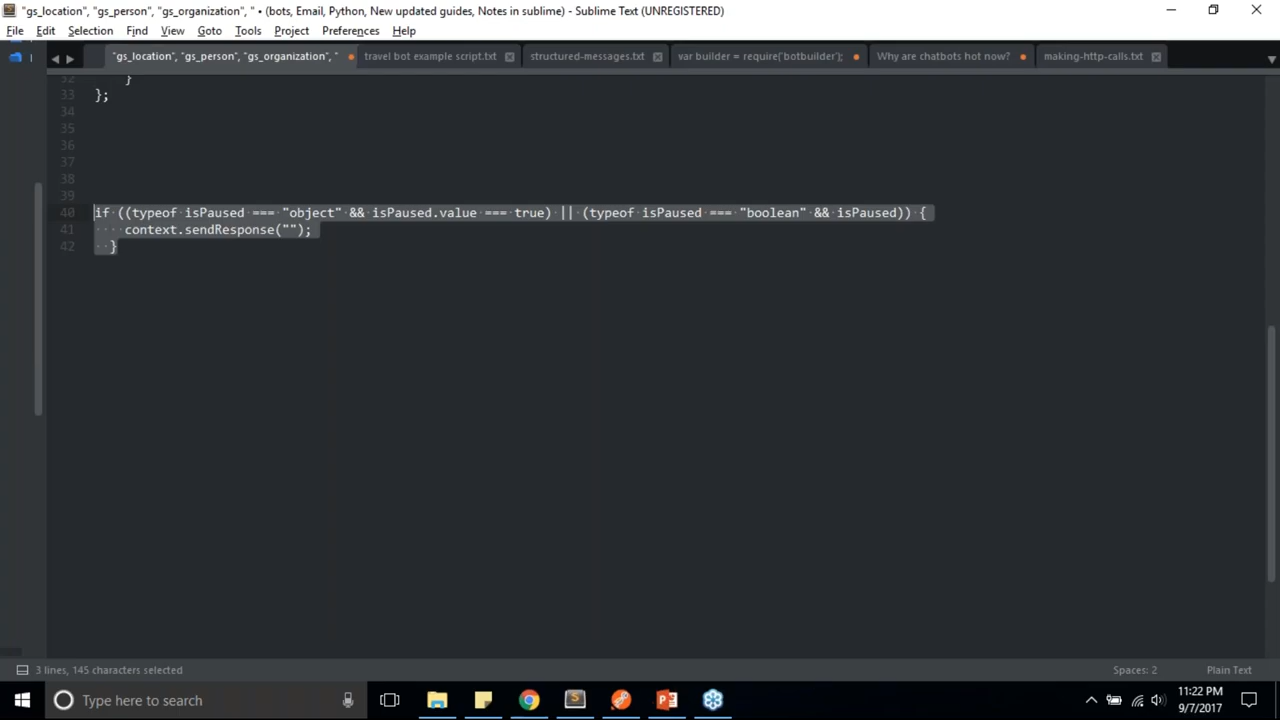 "gs_location", "gs_person", "gs_organization", " • (bots, Email, Python, New updated guides, Notes in sublime) - Sublime Text (UNREGISTERED)
File Edit Selection Find View Goto Tools Project Preferences Help
"gs_location", "gs_person", "gs_organization", " travel bot example script.txt structured-messages.txt var builder = require('botbuilder'); Why are chatbots hot now? making-http-calls.txt
32 }
33 };
34
35
36
37
38
39
40 if ((typeof isPaused === "object" && isPaused.value === true) || (typeof isPaused === "boolean" && isPaused)) {
41 context.sendResponse("");
42 }
3 lines, 145 characters selected Spaces: 2 Plain Text
Type here to search 11:22 PM
9/7/2017